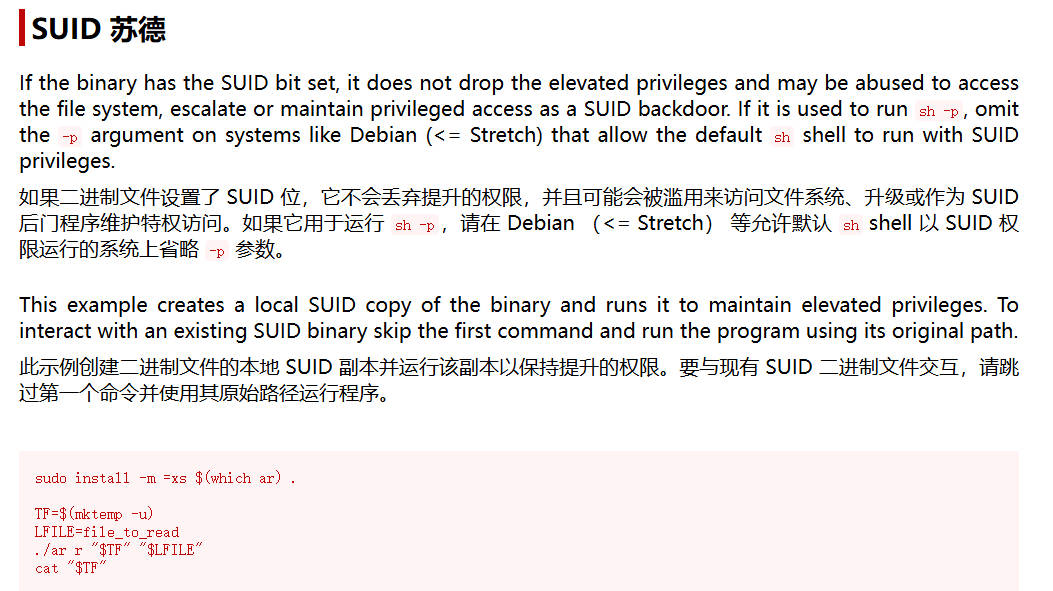 SUID 苏德
If the binary has the SUID bit set, it does not drop the elevated privileges and may be abused to access
the file system, escalate or maintain privileged access as a SUID backdoor. If it is used to run sh -p, omit
the -p argument on systems like Debian (<= Stretch) that allow the default sh shell to run with SUID
privileges.
如果二进制文件设置了 SUID 位，它不会丢弃提升的权限，并且可能会被滥用来访问文件系统、升级或作为 SUID
后门程序维护特权访问。如果它用于运行 sh -p ，请在 Debian （<= Stretch） 等允许默认 sh shell 以 SUID 权
限运行的系统上省略 -p 参数。
This example creates a local SUID copy of the binary and runs it to maintain elevated privileges. To
interact with an existing SUID binary skip the first command and run the program using its original path.
此示例创建二进制文件的本地 SUID 副本并运行该副本以保持提升的权限。要与现有 SUID 二进制文件交互，请跳
过第一个命令并使用其原始路径运行程序。
sudo install -m =xs $(which ar) .
TF=$(mktemp -u)
LFILE=file_to_read
./ar r "$TF" "$LFILE"
cat "$TF"